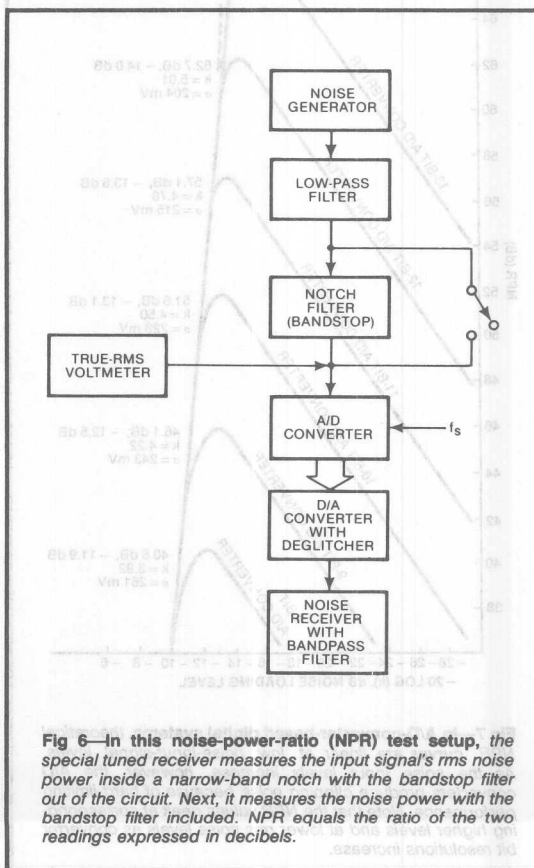 NOISE
GENERATOR
LOW-PASS
FILTER
NOTCH
FILTER
(BANDSTOP)
TRUE-RMS
VOLTMETER
A/D
CONVERTER
fs
D/A
CONVERTER
WITH
DEGLITCHER
NOISE
RECEIVER
WITH
BANDPASS
FILTER
Fig 6—In this noise-power-ratio (NPR) test setup, the
special tuned receiver measures the input signal's rms noise
power inside a narrow-band notch with the bandstop filter
out of the circuit. Next, it measures the noise power with the
bandstop filter included. NPR equals the ratio of the two
readings expressed in decibels.